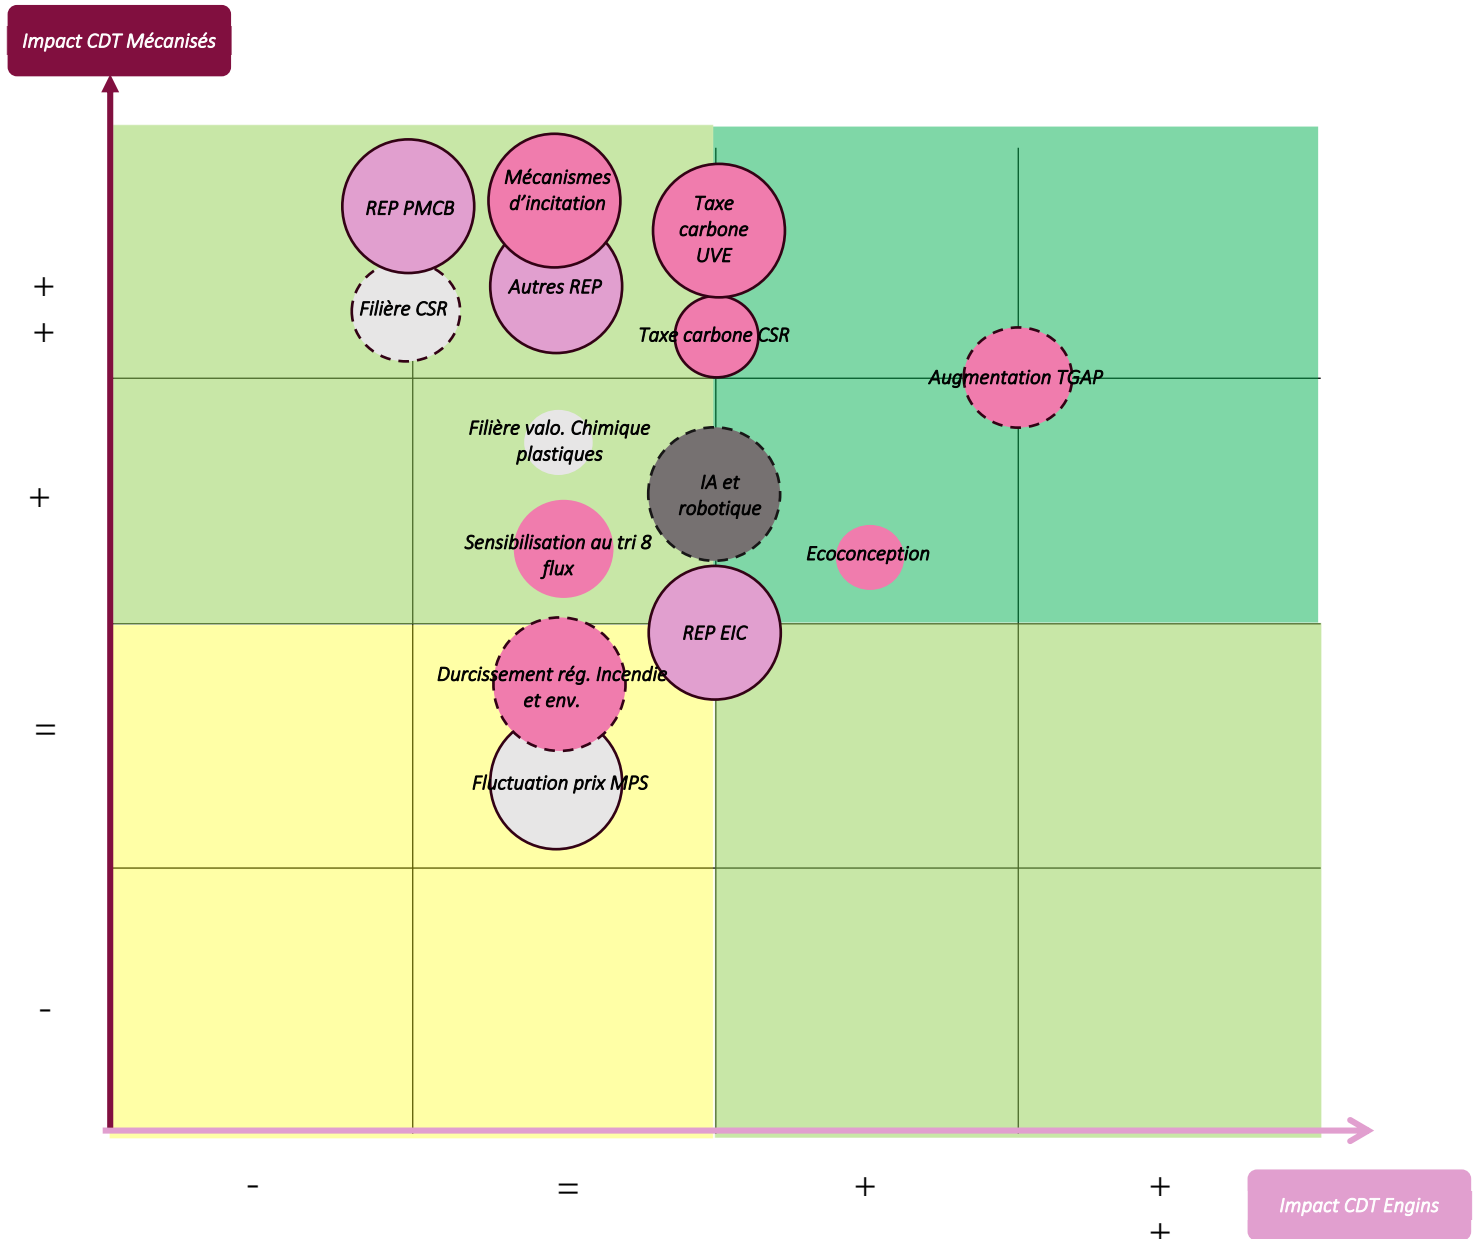 Impact CDT Mécanisés
Mécanismes
d'incitation
REP PMCB
Taxe
carbone
UVE
Autres REP
Filière CSR
Taxe carbone CSR
Augmentation TGAP
Filière valo. Chimique
plastiques
IA et
robotique
Sensibilisation au tri 8
flux
Ecoconception
REP EIC
Durcissement rég. Incendie
et env.
Fluctuation prix MPS
+
+
+
=
-
-
=
+
+
+
Impact CDT Engins